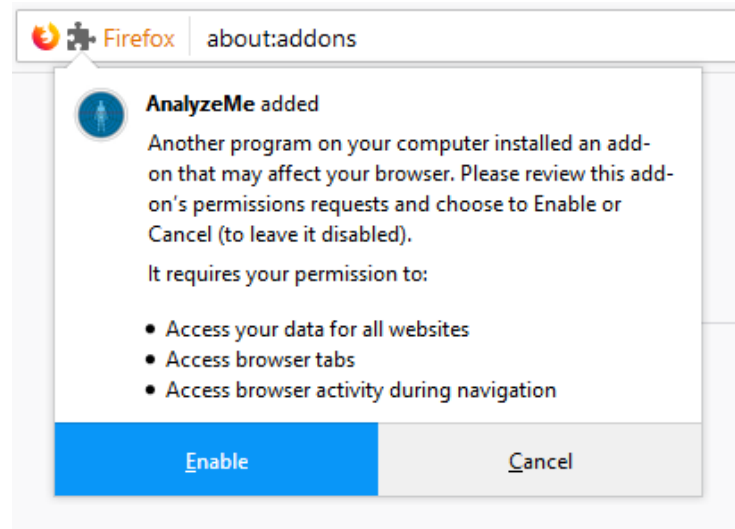 Firefox about:addons
AnalyzeMe added
Another program on your computer installed an add-
on that may affect your browser. Please review this add-
on's permissions requests and choose to Enable or
Cancel (to leave it disabled).
It requires your permission to:
• Access your data for all websites
• Access browser tabs
• Access browser activity during navigation
Enable Cancel